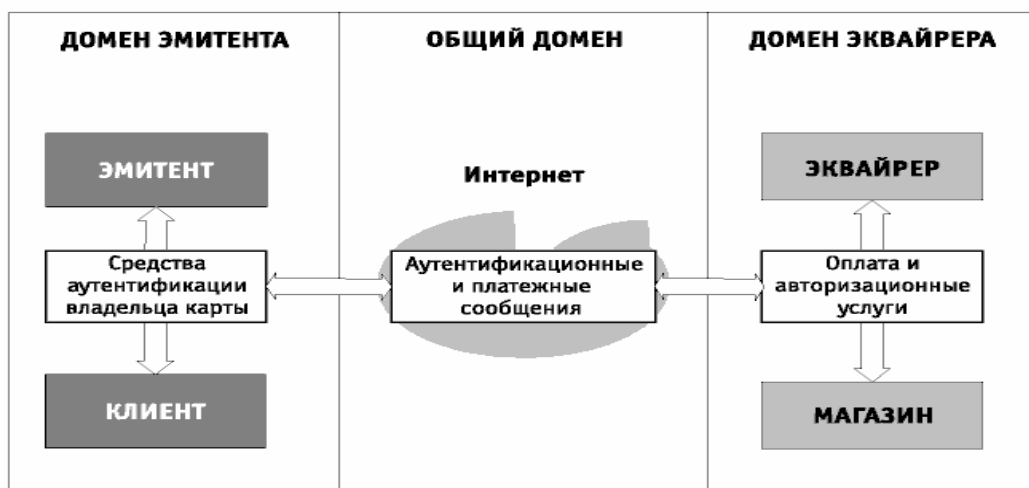 ДОМЕН ЭМИТЕНТА
ОБЩИЙ ДОМЕН
ДОМЕН ЭКВАЙРЕРА
ЭМИТЕНТ
Интернет
ЭКВАЙРЕР
Средства
аутентификации
владельца карты
Аутентификационные
и платежные
сообщения
Оплата и
авторизационные
услуги
КЛИЕНТ
МАГАЗИН